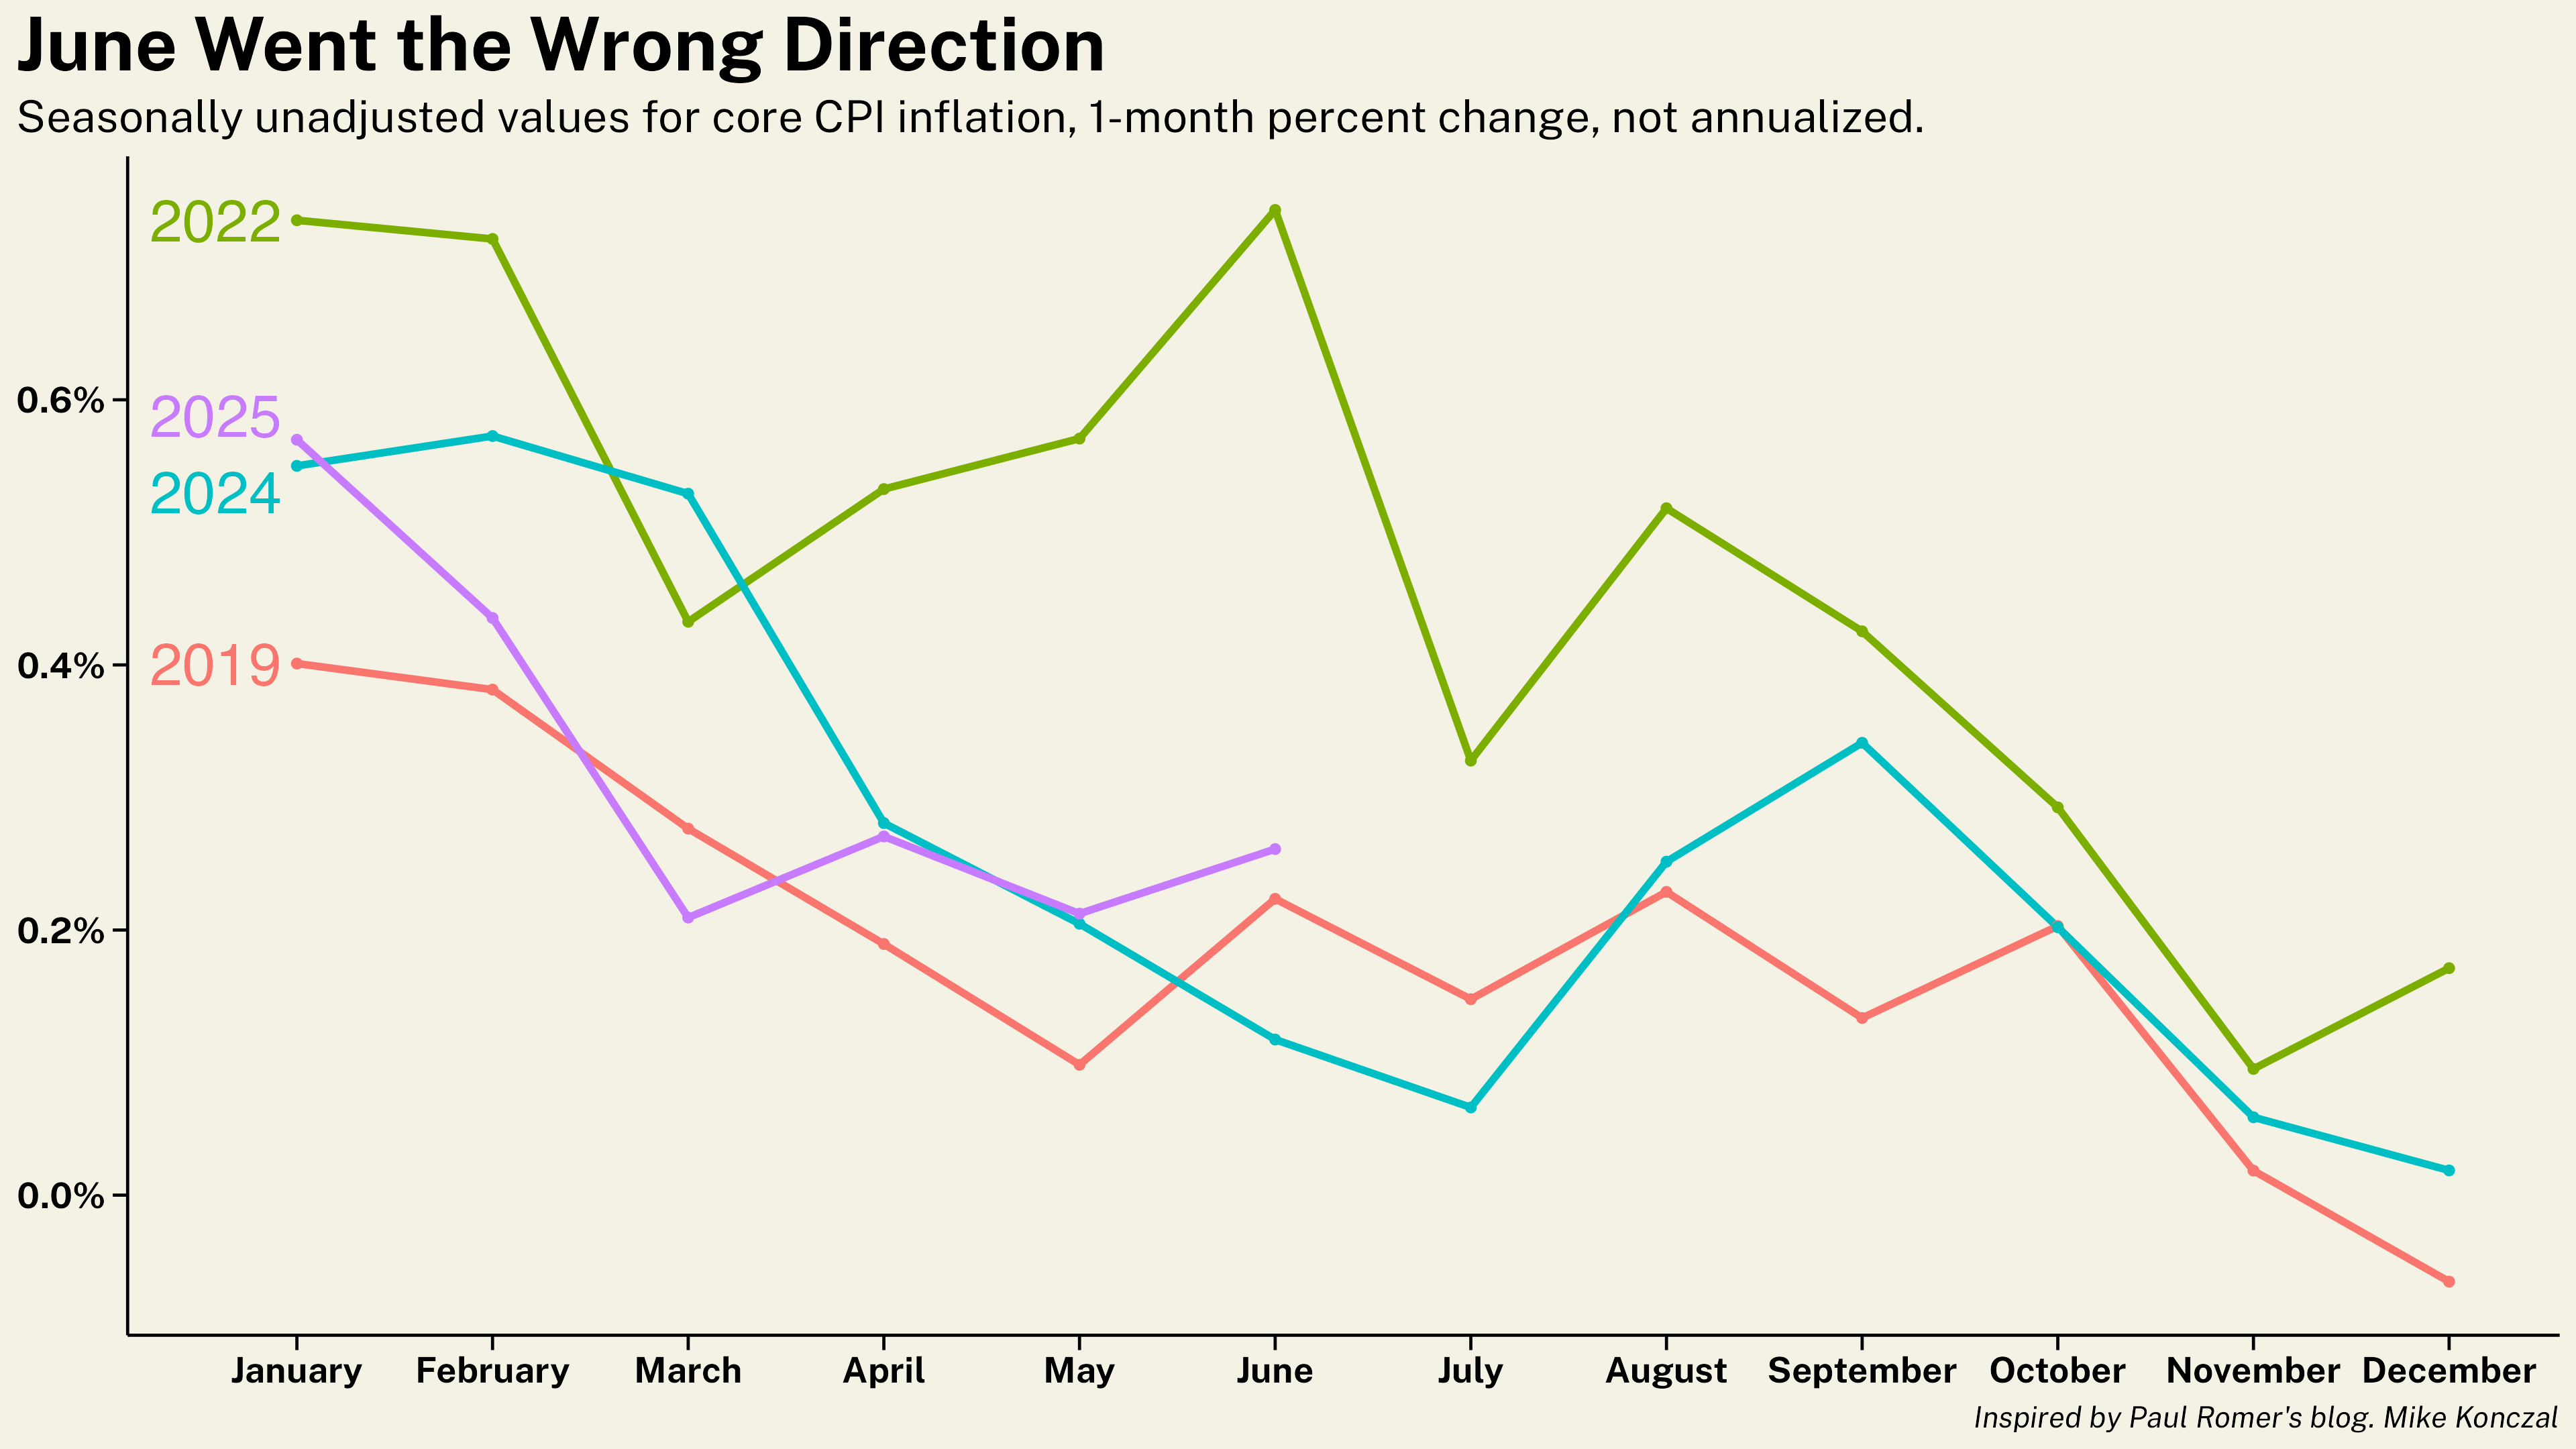 June Went the Wrong Direction
Seasonally unadjusted values for core CPI inflation, 1-month percent change, not annualized.
2022
0.6%
2025
2024
0.4%
2019
0.2%
0.0%
January February March April May June July August September October November December
Inspired by Paul Romer's blog. Mike Konczal